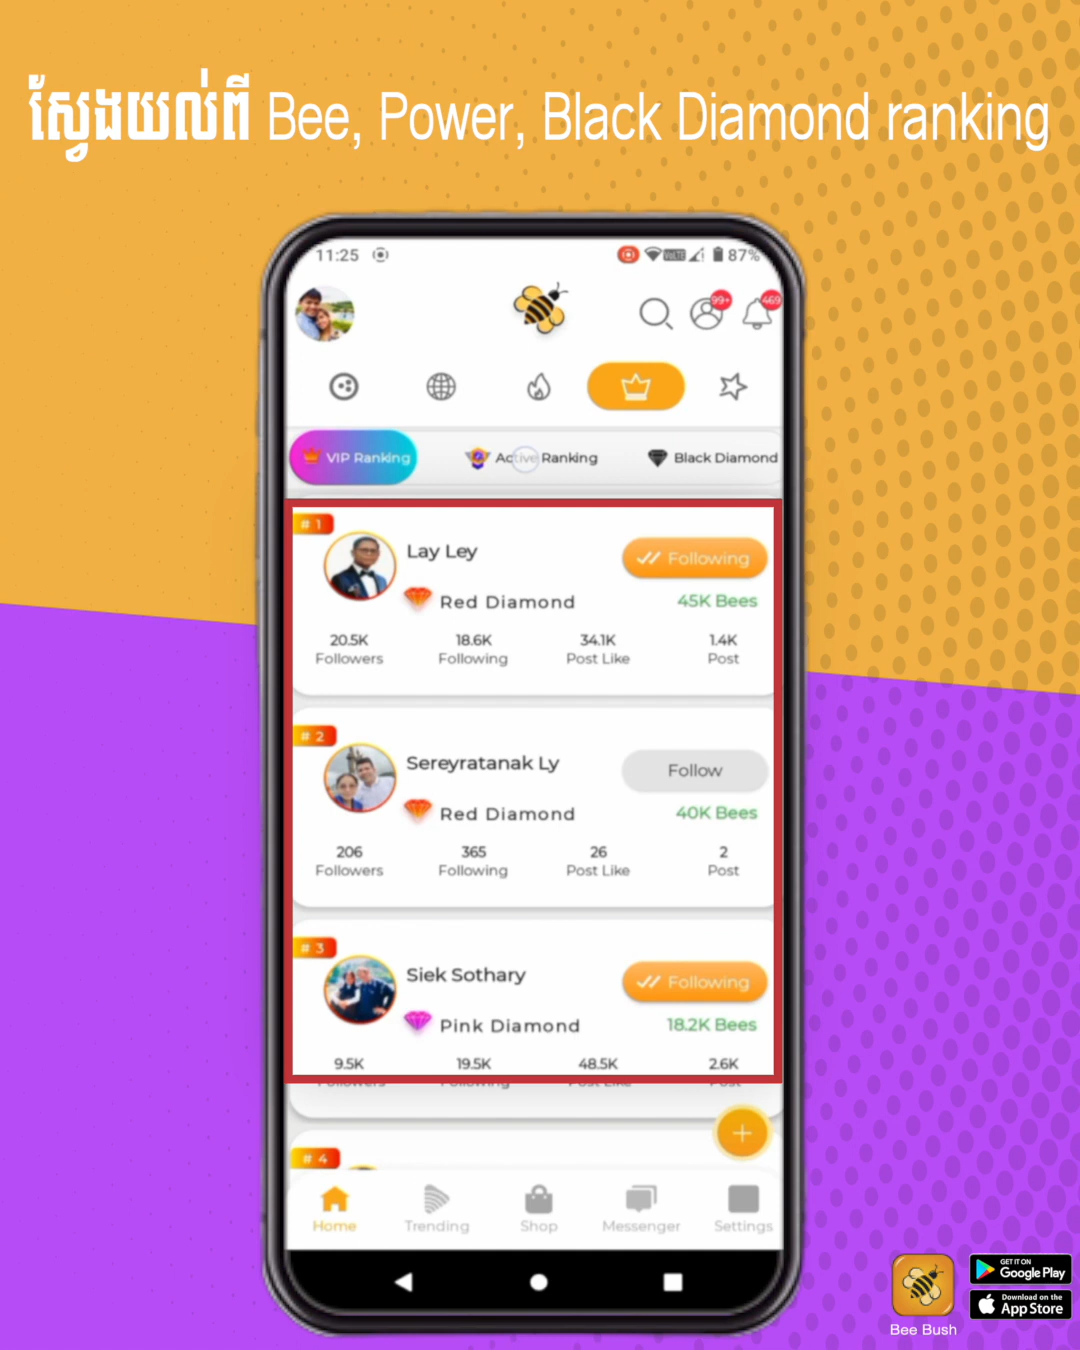 ស្វែងយល់ពី Bee, Power, Black Diamond ranking
11:25 87%
99+ 469
VIP Ranking Active Ranking Black Diamond
# 1
Lay Ley Following
Red Diamond 45K Bees
20.5K 18.6K 34.1K 1.4K
Followers Following Post Like Post
# 2
Sereyratanak Ly Follow
Red Diamond 40K Bees
206 365 26 2
Followers Following Post Like Post
# 3
Siek Sothary Following
Pink Diamond 18.2K Bees
9.5K 19.5K 48.5K 2.6K
Followers Following Post Like Post
# 4
Home Trending Shop Messenger Settings
GET IT ON
Google Play
Download on the
App Store
Bee Bush